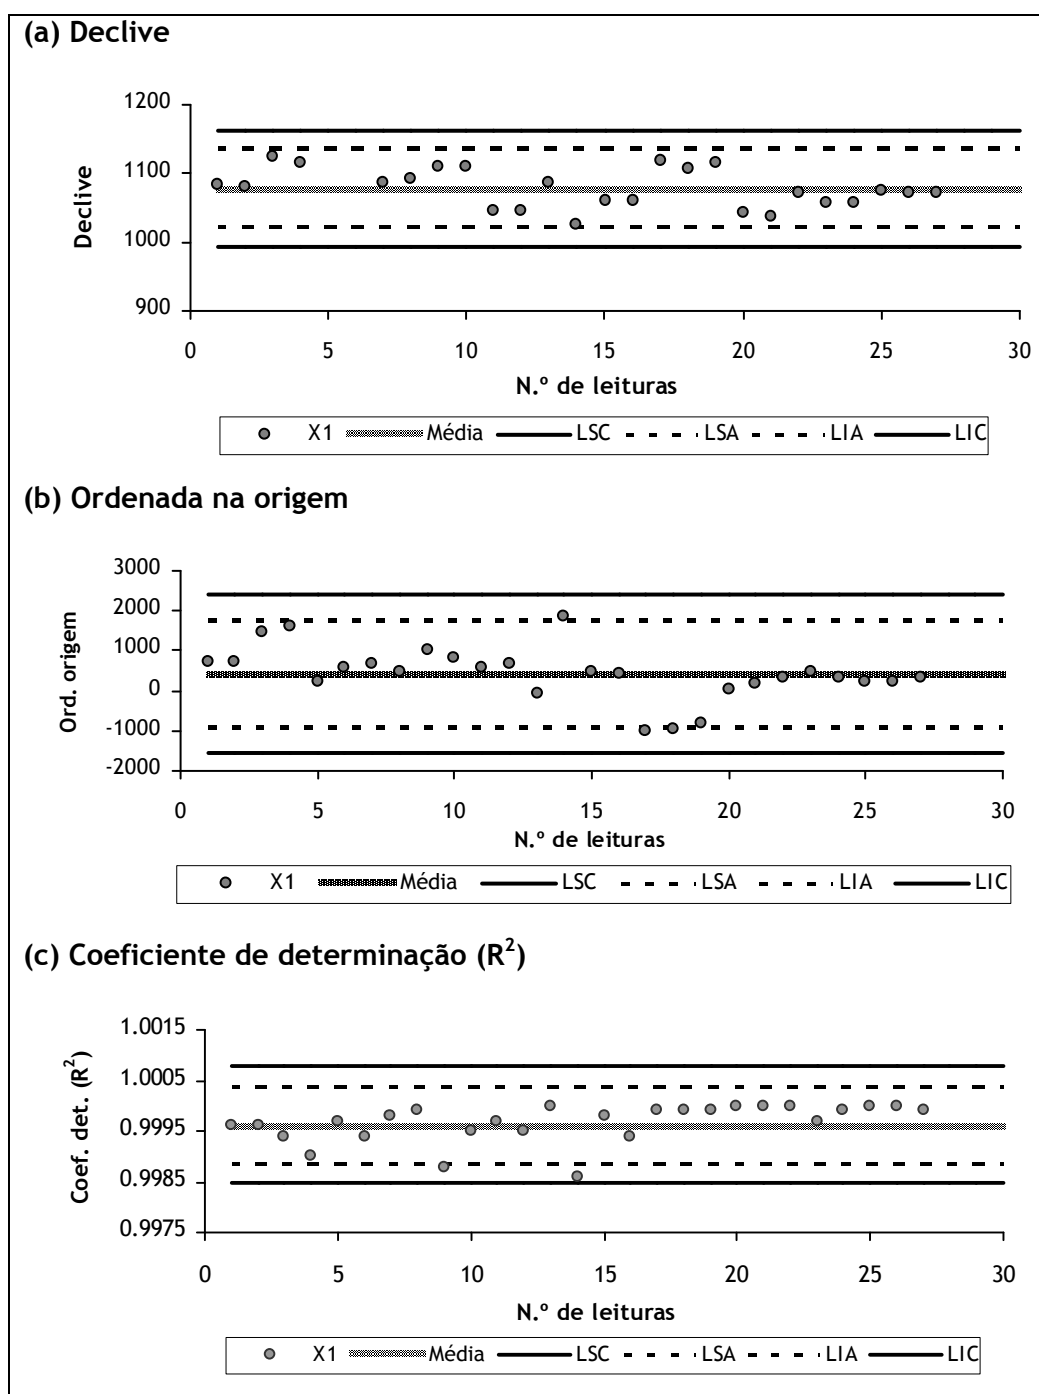 (a) Declive
1200
1100
1000
900
Declive
0 5 10 15 20 25 30
N.º de leituras
X1 Média LSC LSA LIA LIC
(b) Ordenada na origem
3000
2000
1000
0
-1000
-2000
Ord. origem
0 5 10 15 20 25 30
N.º de leituras
X1 Média LSC LSA LIA LIC
(c) Coeficiente de determinação (R²)
1.0015
1.0005
0.9995
0.9985
0.9975
Coef. det. (R²)
0 5 10 15 20 25 30
N.º de leituras
X1 Média LSC LSA LIA LIC